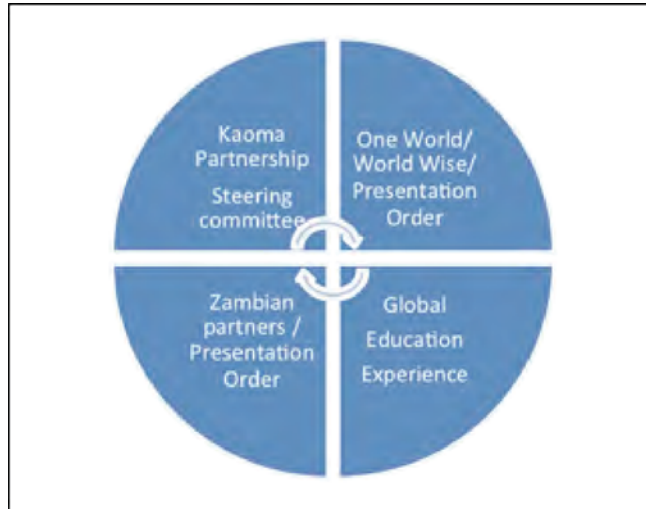 Kaoma
Partnership
Steering
committee
One World/
World Wise/
Presentation
Order
Zambian
partners /
Presentation
Order
Global
Education
Experience